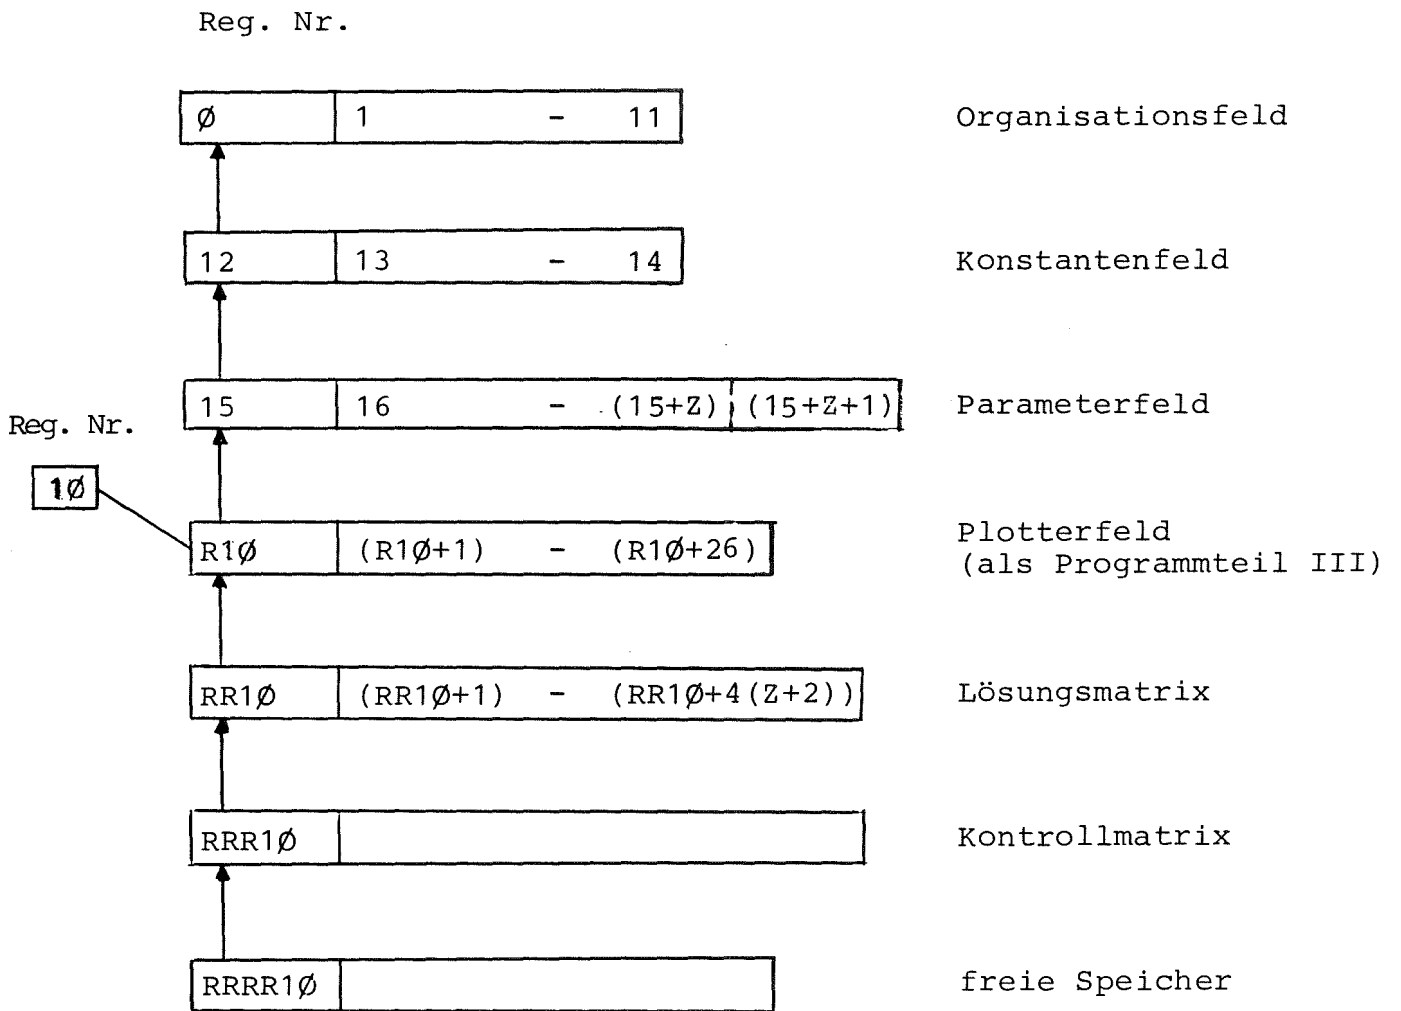 Reg. Nr.
Ø 1 - 11 Organisationsfeld
12 13 - 14 Konstantenfeld
15 16 - (15+Z) (15+Z+1) Parameterfeld
Reg. Nr.
1Ø
R1Ø (R1Ø+1) - (R1Ø+26) Plotterfeld
(als Programmteil III)
RR1Ø (RR1Ø+1) - (RR1Ø+4(Z+2)) Lösungsmatrix
RRR1Ø Kontrollmatrix
RRRR1Ø freie Speicher